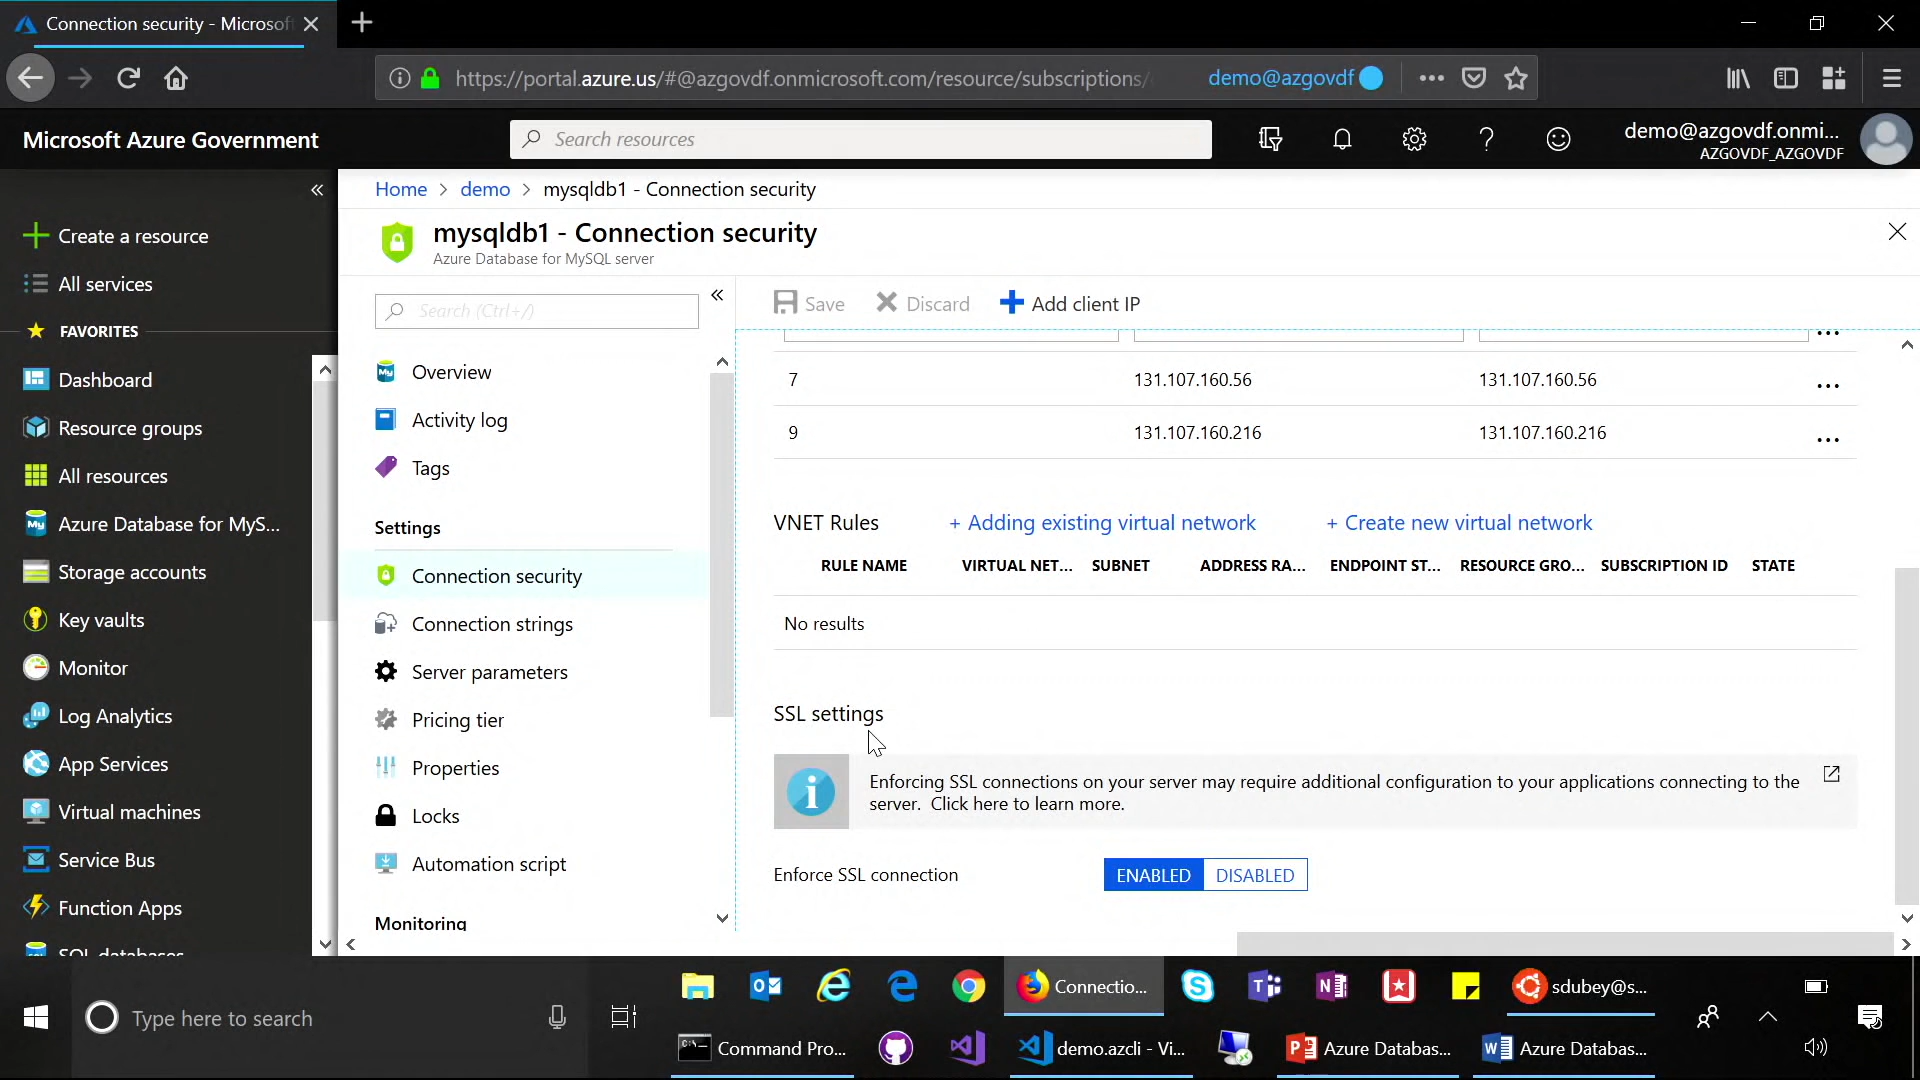 Connection security - Microsof
https://portal.azure.us/#@azgovdf.onmicrosoft.com/resource/subscriptions/
demo@azgovdf
Microsoft Azure Government
Search resources
demo@azgovdf.onmi...
AZGOVDF_AZGOVDF
Create a resource
All services
FAVORITES
Dashboard
Resource groups
All resources
Azure Database for MyS...
Storage accounts
Key vaults
Monitor
Log Analytics
App Services
Virtual machines
Service Bus
Function Apps
SQL databases
Home > demo > mysqldb1 - Connection security
mysqldb1 - Connection security
Azure Database for MySQL server
Search (Ctrl+/)
Overview
Activity log
Tags
Settings
Connection security
Connection strings
Server parameters
Pricing tier
Properties
Locks
Automation script
Monitoring
Save Discard Add client IP
7 131.107.160.56 131.107.160.56 ...
9 131.107.160.216 131.107.160.216 ...
VNET Rules + Adding existing virtual network + Create new virtual network
RULE NAME VIRTUAL NET... SUBNET ADDRESS RA... ENDPOINT ST... RESOURCE GRO... SUBSCRIPTION ID STATE
No results
SSL settings
Enforcing SSL connections on your server may require additional configuration to your applications connecting to the
server. Click here to learn more.
Enforce SSL connection ENABLED DISABLED
Type here to search
Connectio...
sdubey@s...
Command Pro...
demo.azcli - Vi...
Azure Databas...
Azure Databas...